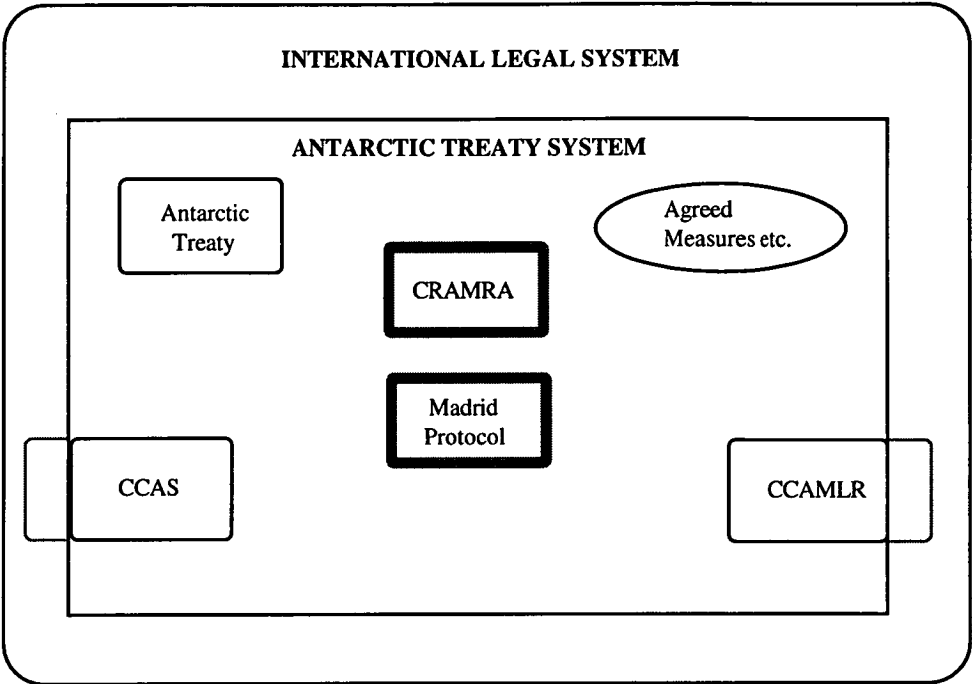 INTERNATIONAL LEGAL SYSTEM
ANTARCTIC TREATY SYSTEM
Antarctic
Treaty
Agreed
Measures etc.
CRAMRA
Madrid
Protocol
CCAS
CCAMLR